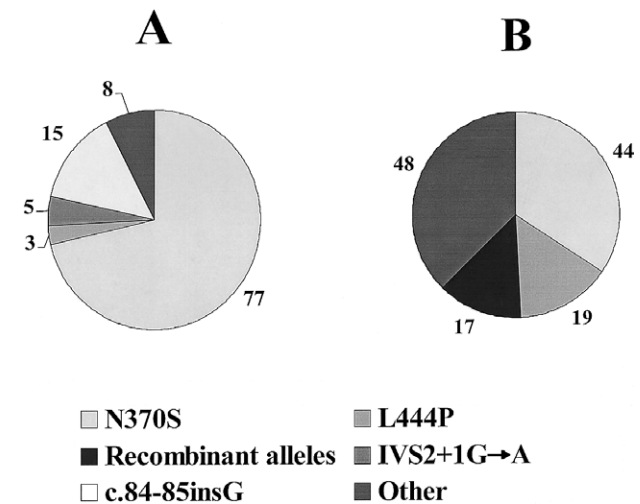 A
B
8
15
5
3
77
44
48
17
19
N370S
L444P
Recombinant alleles
IVS2+1G→A
c.84-85insG
Other